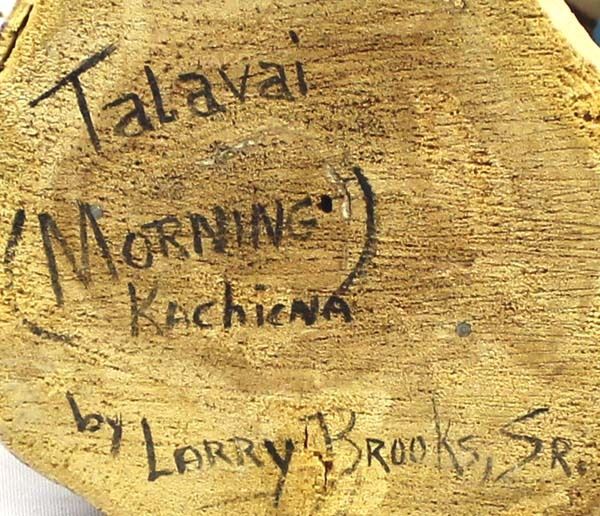 Talavai
(MORNING)
Kachicna
by LARRY BROOKS, SR.